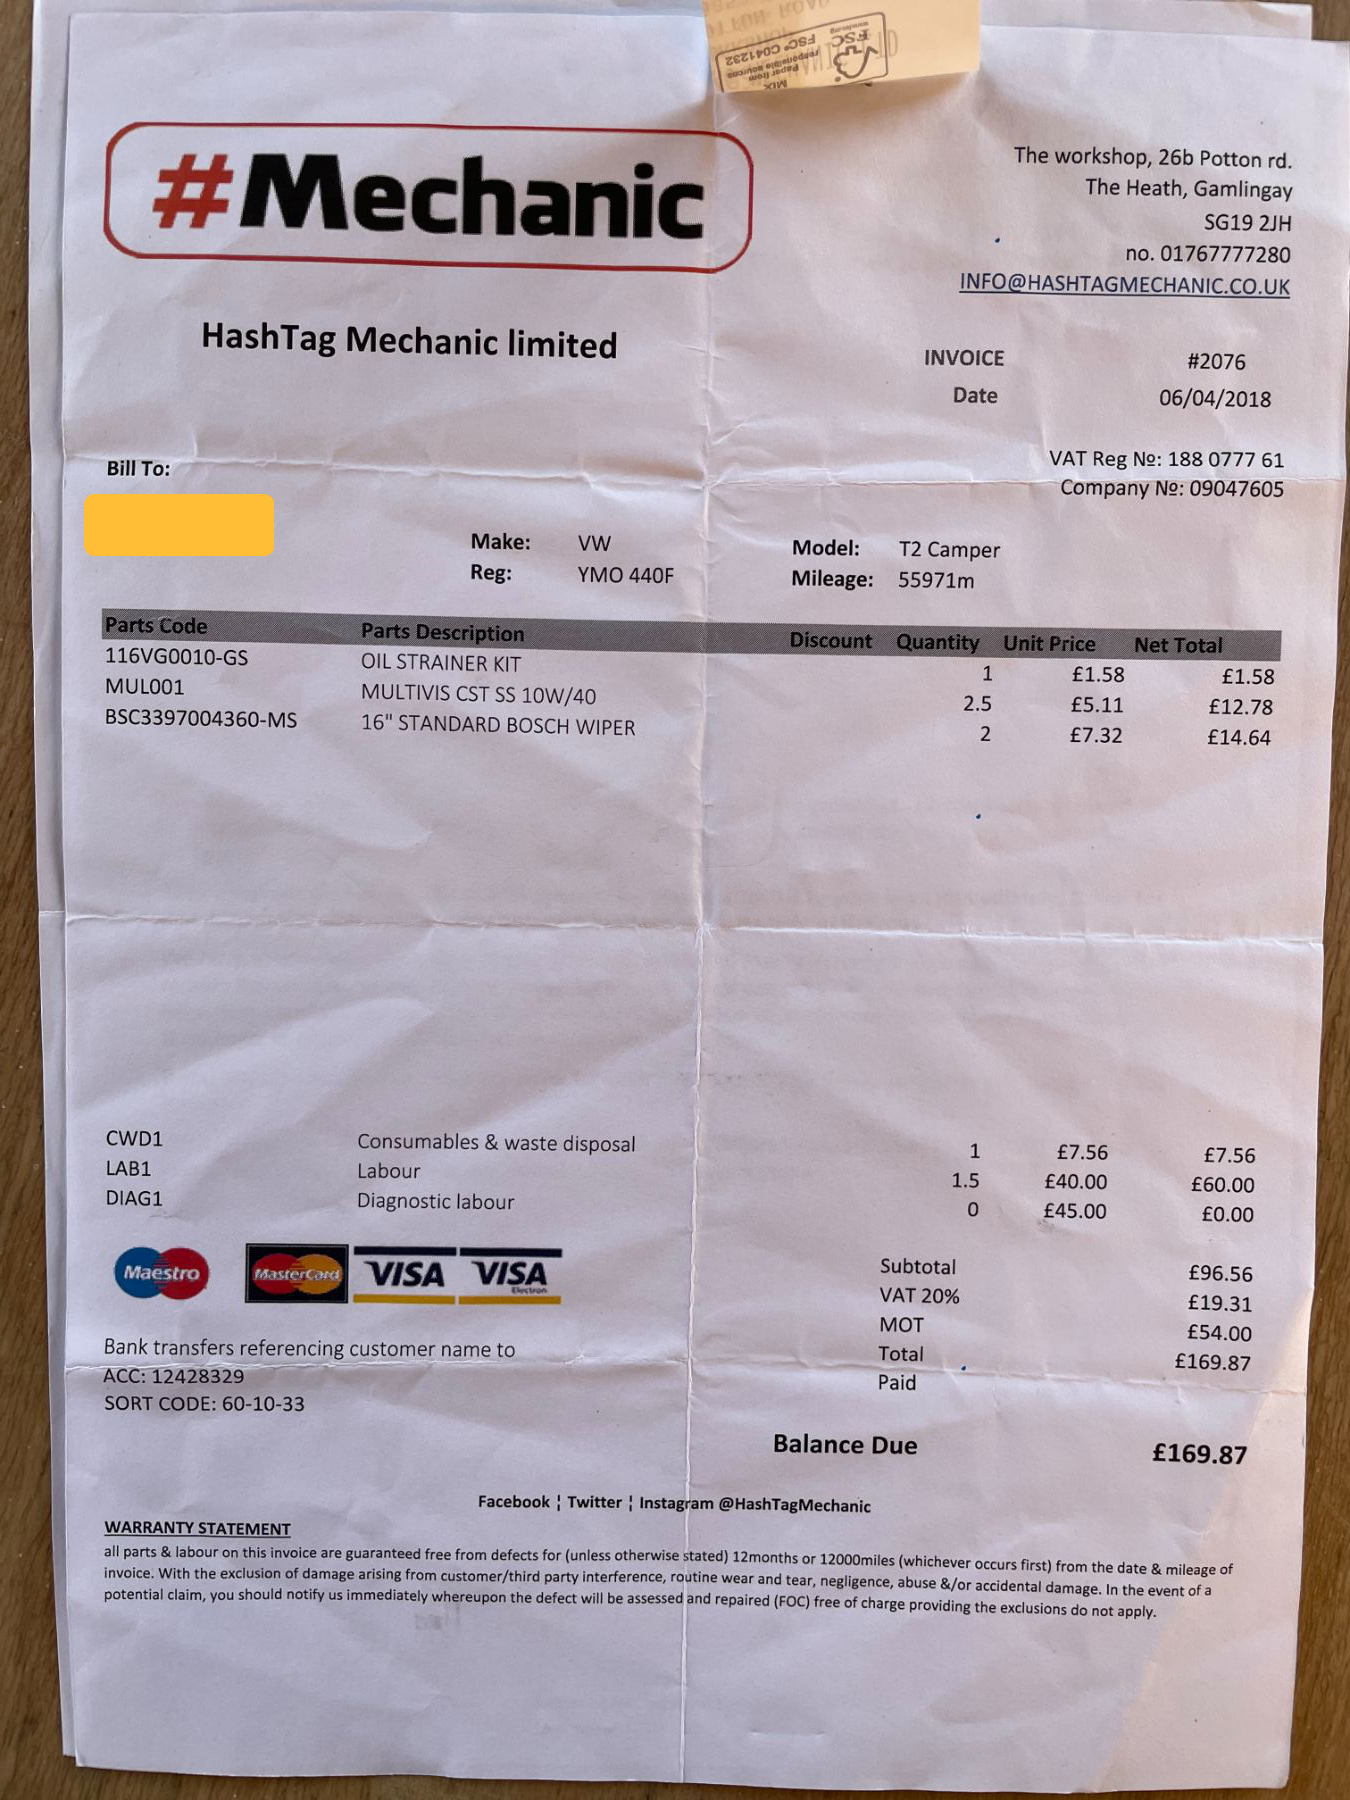 #Mechanic
HashTag Mechanic limited
The workshop, 26b Potton rd.
The Heath, Gamlingay
SG19 2JH
no. 01767777280
INFO@HASHTAGMECHANIC.CO.UK
INVOICE #2076
Date 06/04/2018
VAT Reg №: 188 0777 61
Company №: 09047605
Bill To:
Make: VW Model: T2 Camper
Reg: YMO 440F Mileage: 55971m
Parts Code Parts Description Discount Quantity Unit Price Net Total
116VG0010-GS OIL STRAINER KIT 1 £1.58 £1.58
MUL001 MULTIVIS CST SS 10W/40 2.5 £5.11 £12.78
BSC3397004360-MS 16" STANDARD BOSCH WIPER 2 £7.32 £14.64
CWD1 Consumables & waste disposal 1 £7.56 £7.56
LAB1 Labour 1.5 £40.00 £60.00
DIAG1 Diagnostic labour 0 £45.00 £0.00
Maestro MasterCard VISA VISA
Electron
Subtotal £96.56
VAT 20% £19.31
MOT £54.00
Total £169.87
Paid
Bank transfers referencing customer name to
ACC: 12428329
SORT CODE: 60-10-33
Balance Due £169.87
Facebook ¦ Twitter ¦ Instagram @HashTagMechanic
WARRANTY STATEMENT
all parts & labour on this invoice are guaranteed free from defects for (unless otherwise stated) 12months or 12000miles (whichever occurs first) from the date & mileage of
invoice. With the exclusion of damage arising from customer/third party interference, routine wear and tear, negligence, abuse &/or accidental damage. In the event of a
potential claim, you should notify us immediately whereupon the defect will be assessed and repaired (FOC) free of charge providing the exclusions do not apply.
MIX
Paper from
responsible sources
FSC
FSC® C041232